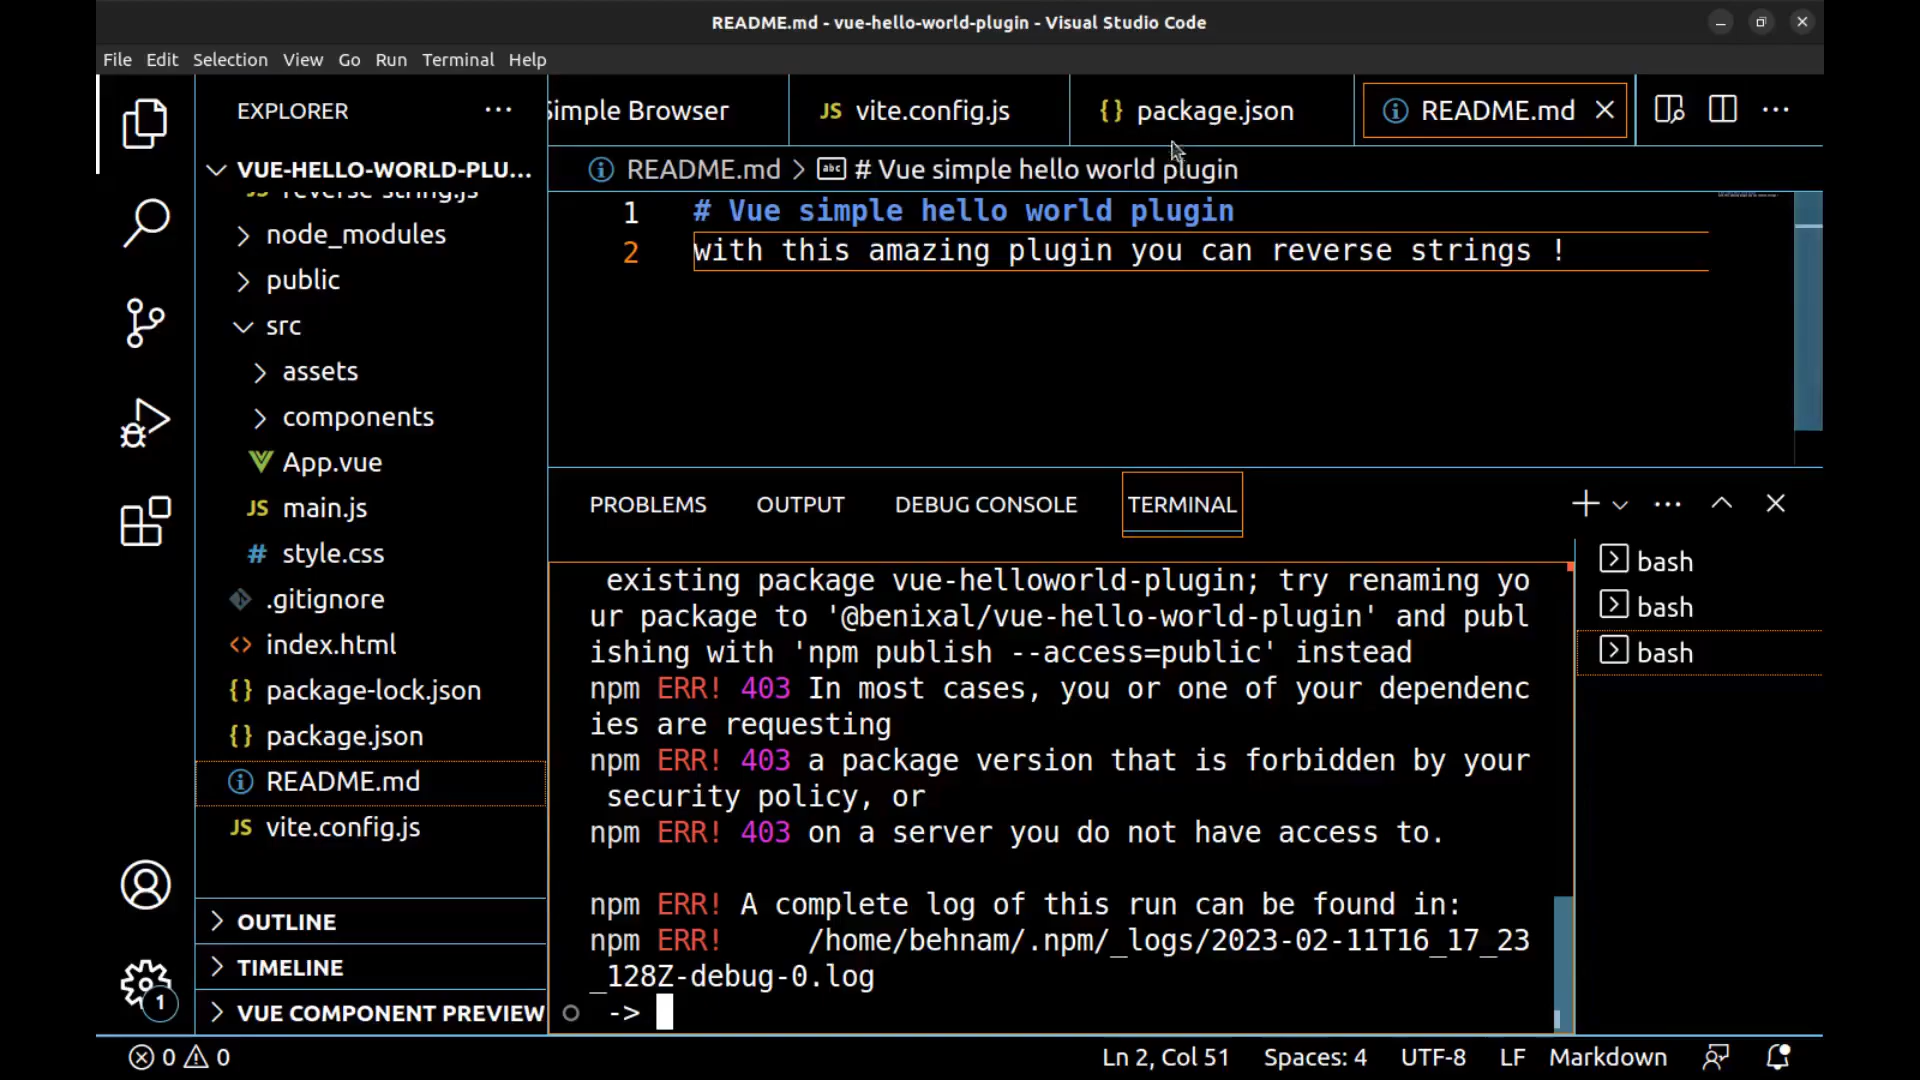 README.md - vue-hello-world-plugin - Visual Studio Code
File Edit Selection View Go Run Terminal Help
EXPLORER
VUE-HELLO-WORLD-PLU...
reverse-string.js
node_modules
public
src
assets
components
App.vue
JS main.js
# style.css
.gitignore
<> index.html
{} package-lock.json
{} package.json
README.md
JS vite.config.js
OUTLINE
TIMELINE
VUE COMPONENT PREVIEW
1
Simple Browser JS vite.config.js {} package.json README.md
README.md > abc # Vue simple hello world plugin
1 # Vue simple hello world plugin
2 with this amazing plugin you can reverse strings !
PROBLEMS OUTPUT DEBUG CONSOLE TERMINAL
existing package vue-helloworld-plugin; try renaming yo
ur package to '@benixal/vue-hello-world-plugin' and publ
ishing with 'npm publish --access=public' instead
npm ERR! 403 In most cases, you or one of your dependenc
ies are requesting
npm ERR! 403 a package version that is forbidden by your
security policy, or
npm ERR! 403 on a server you do not have access to.
npm ERR! A complete log of this run can be found in:
npm ERR!     /home/behnam/.npm/_logs/2023-02-11T16_17_23
_128Z-debug-0.log
->
bash
bash
bash
0 0 Ln 2, Col 51 Spaces: 4 UTF-8 LF Markdown